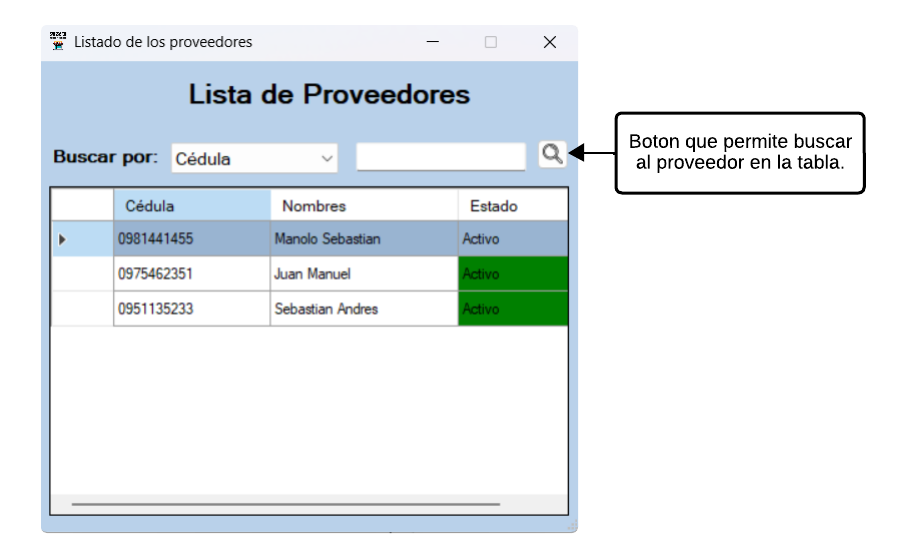 Listado de los proveedores
Lista de Proveedores
Buscar por: Cédula
Boton que permite buscar
al proveedor en la tabla.
Cédula Nombres Estado
0981441455 Manolo Sebastian Activo
0975462351 Juan Manuel Activo
0951135233 Sebastian Andres Activo